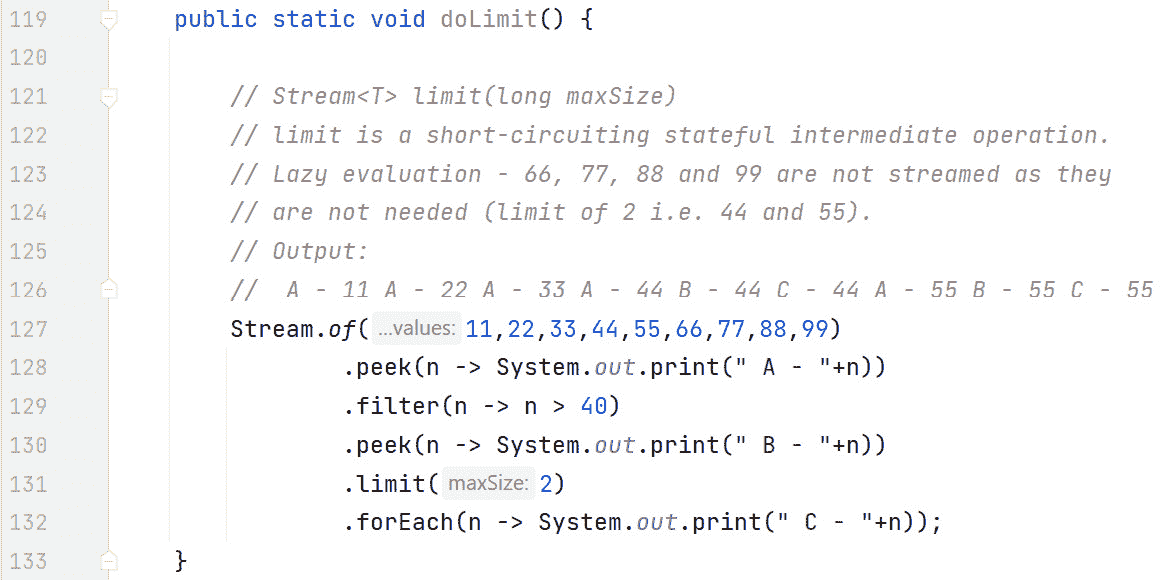 119 public static void doLimit() {
120
121 // Stream<T> limit(long maxSize)
122 // limit is a short-circuiting stateful intermediate operation.
123 // Lazy evaluation - 66, 77, 88 and 99 are not streamed as they
124 // are not needed (limit of 2 i.e. 44 and 55).
125 // Output:
126 //  A - 11 A - 22 A - 33 A - 44 B - 44 C - 44 A - 55 B - 55 C - 55
127 Stream.of( ...values: 11,22,33,44,55,66,77,88,99)
128 .peek(n -> System.out.print(" A - "+n))
129 .filter(n -> n > 40)
130 .peek(n -> System.out.print(" B - "+n))
131 .limit( maxSize: 2)
132 .forEach(n -> System.out.print(" C - "+n));
133 }